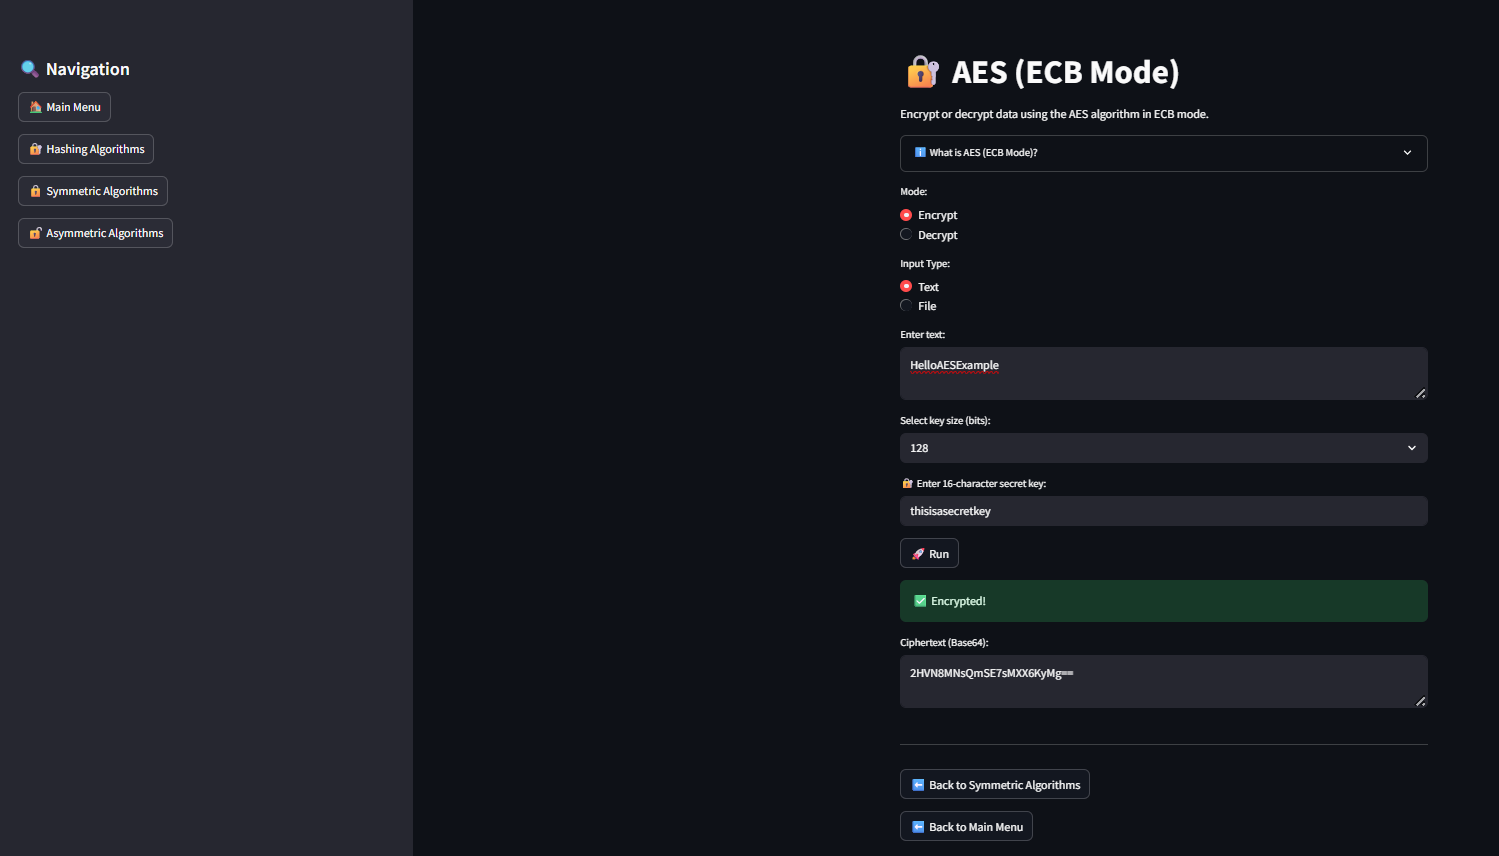 Navigation
Main Menu
Hashing Algorithms
Symmetric Algorithms
Asymmetric Algorithms
AES (ECB Mode)
Encrypt or decrypt data using the AES algorithm in ECB mode.
What is AES (ECB Mode)?
Mode:
Encrypt
Decrypt
Input Type:
Text
File
Enter text:
HelloAESExample
Select key size (bits):
128
Enter 16-character secret key:
thisisasecretkey
Run
Encrypted!
Ciphertext (Base64):
2HVN8MNsQmSE7sMXX6KyMg==
Back to Symmetric Algorithms
Back to Main Menu